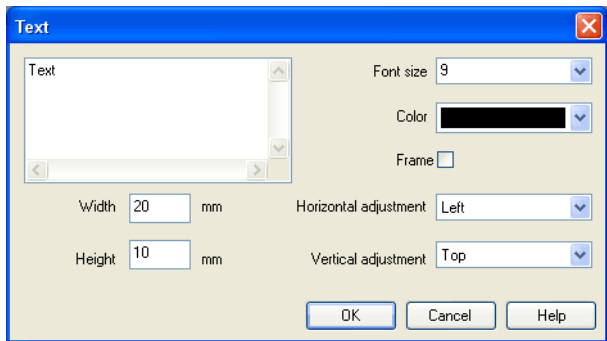 Text
Text
Font size 9
Color
Frame
Width 20 mm
Horizontal adjustment Left
Height 10 mm
Vertical adjustment Top
OK Cancel Help